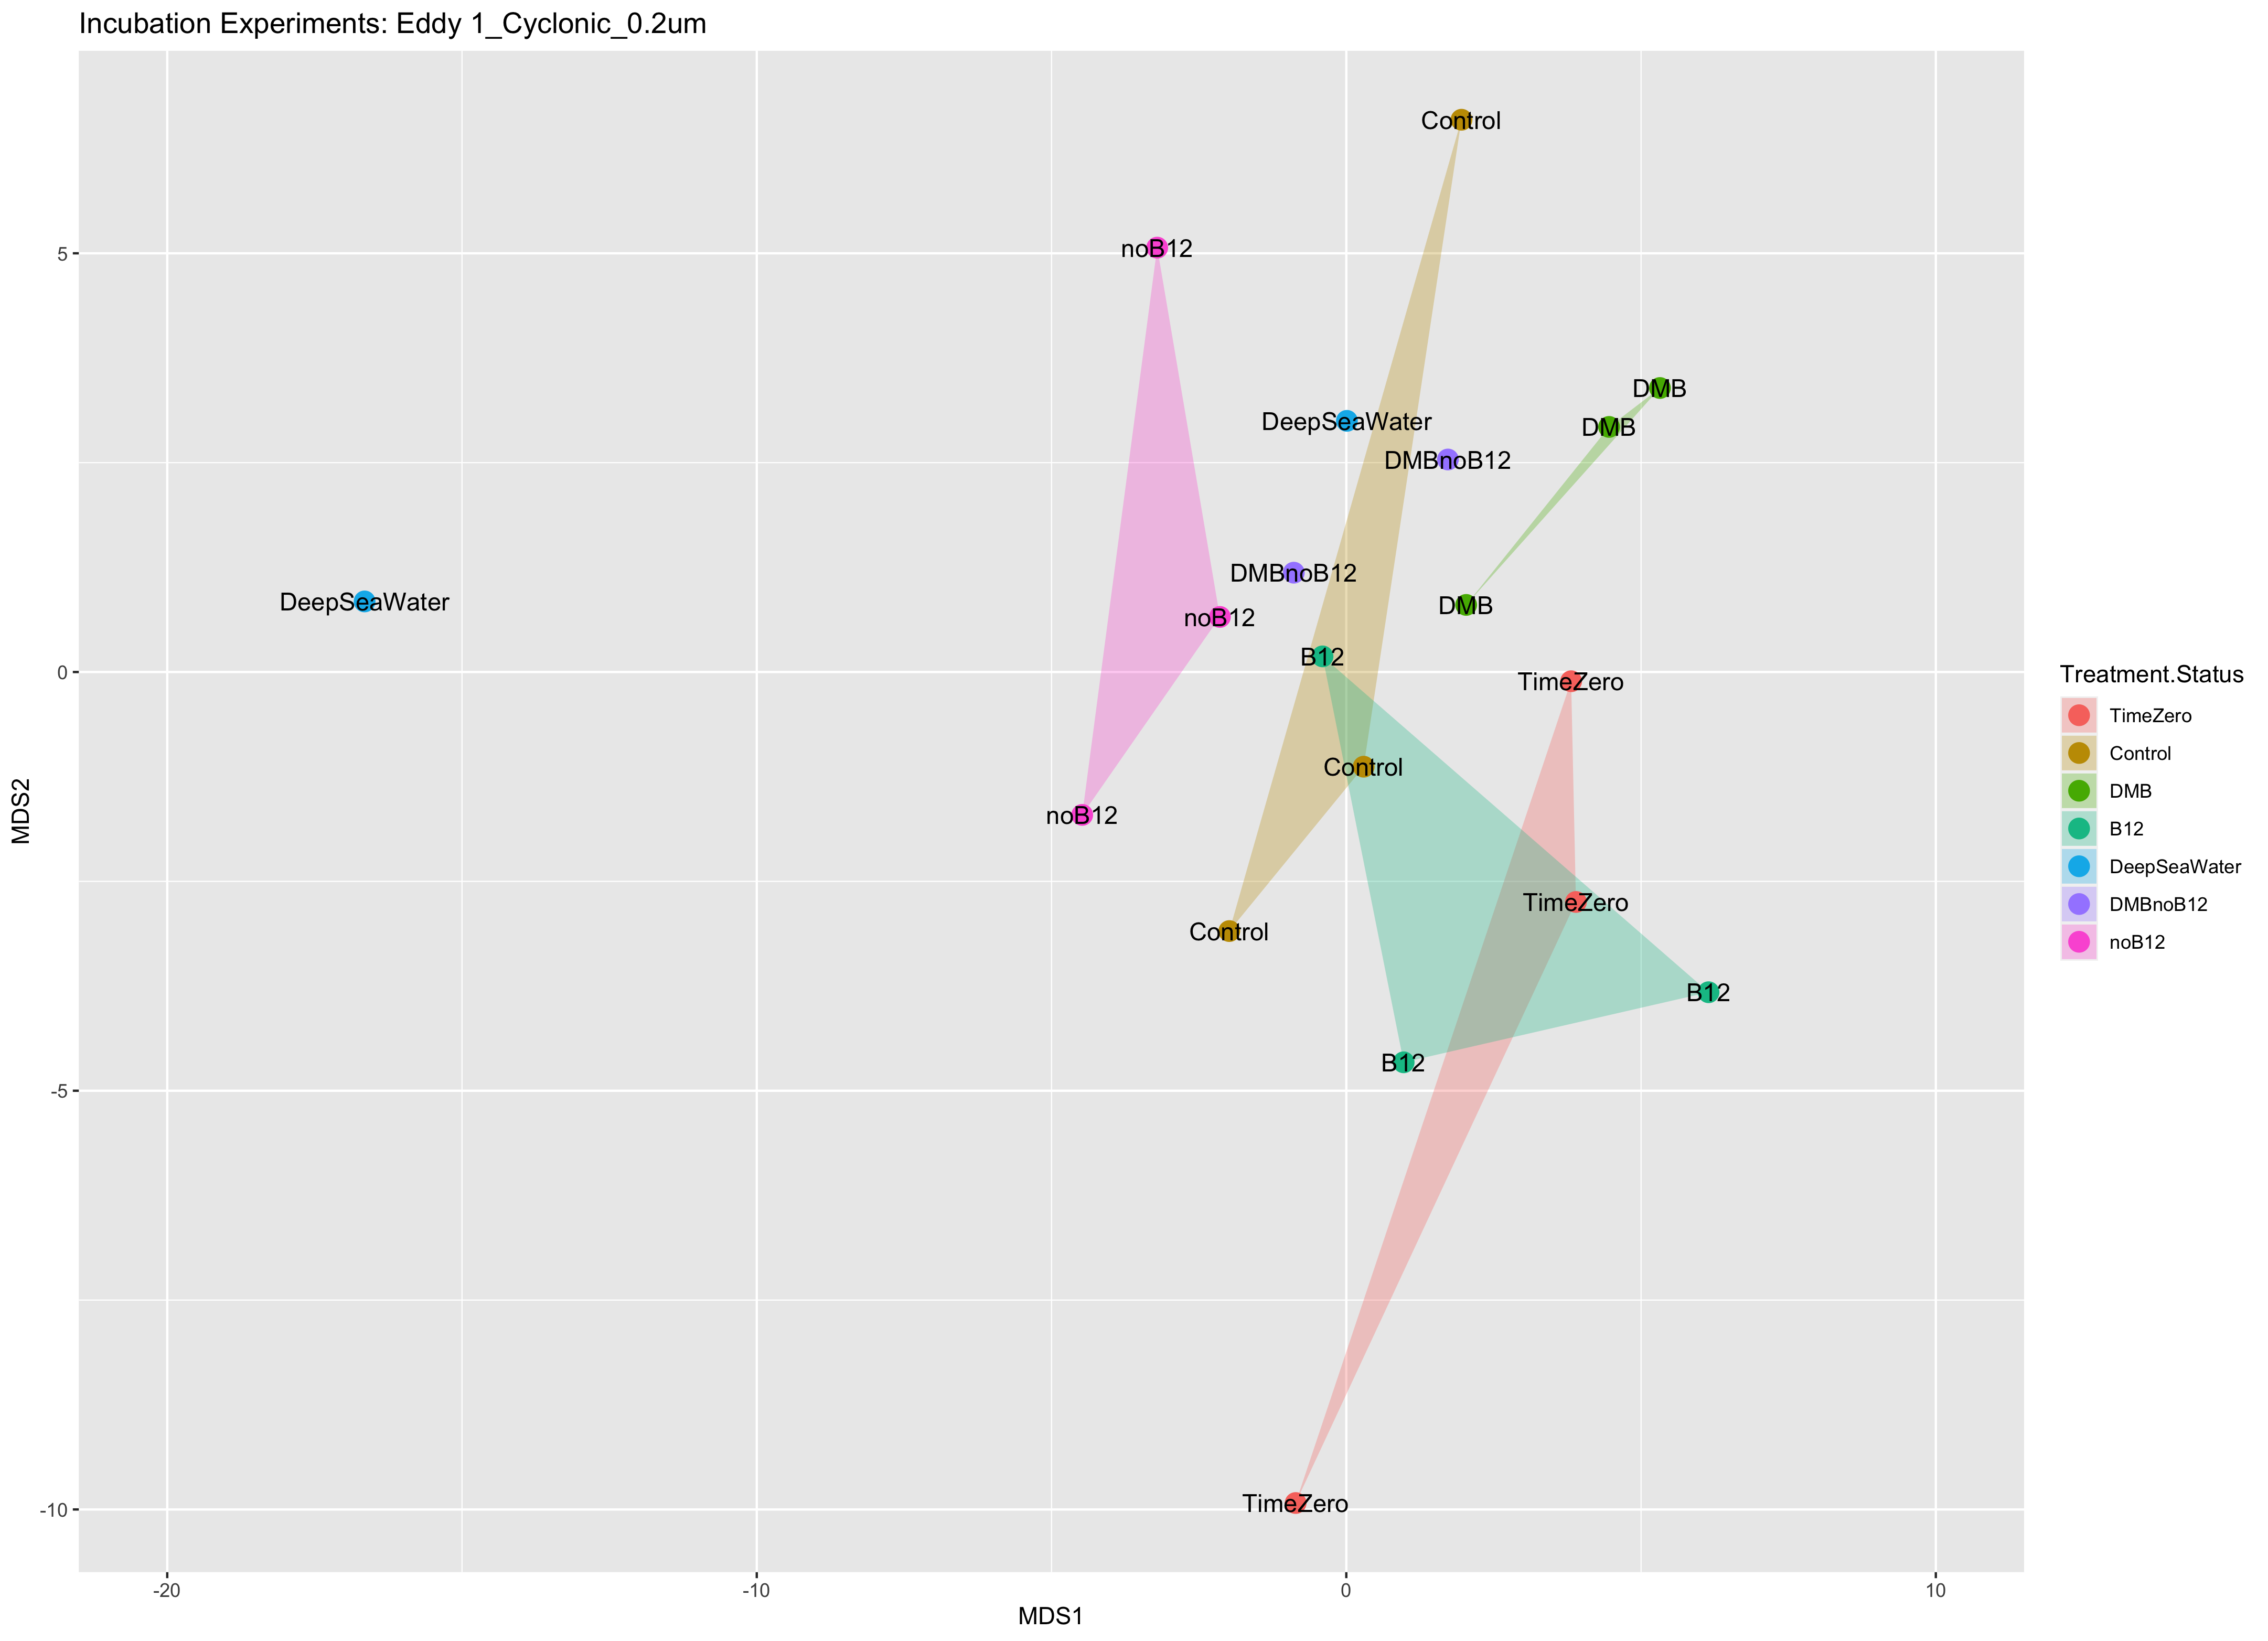 Incubation Experiments: Eddy 1_Cyclonic_0.2um
Control
noB12
5
DMB
DeepSeaWater
DMB
DMBnoB12
DMBnoB12
DeepSeaWater
DMB
noB12
B12
0
TimeZero
Control
noB12
MDS2
TimeZero
Control
B12
B12
-5
TimeZero
-10
-20
-10
0
10
MDS1
Treatment.Status
TimeZero
Control
DMB
B12
DeepSeaWater
DMBnoB12
noB12